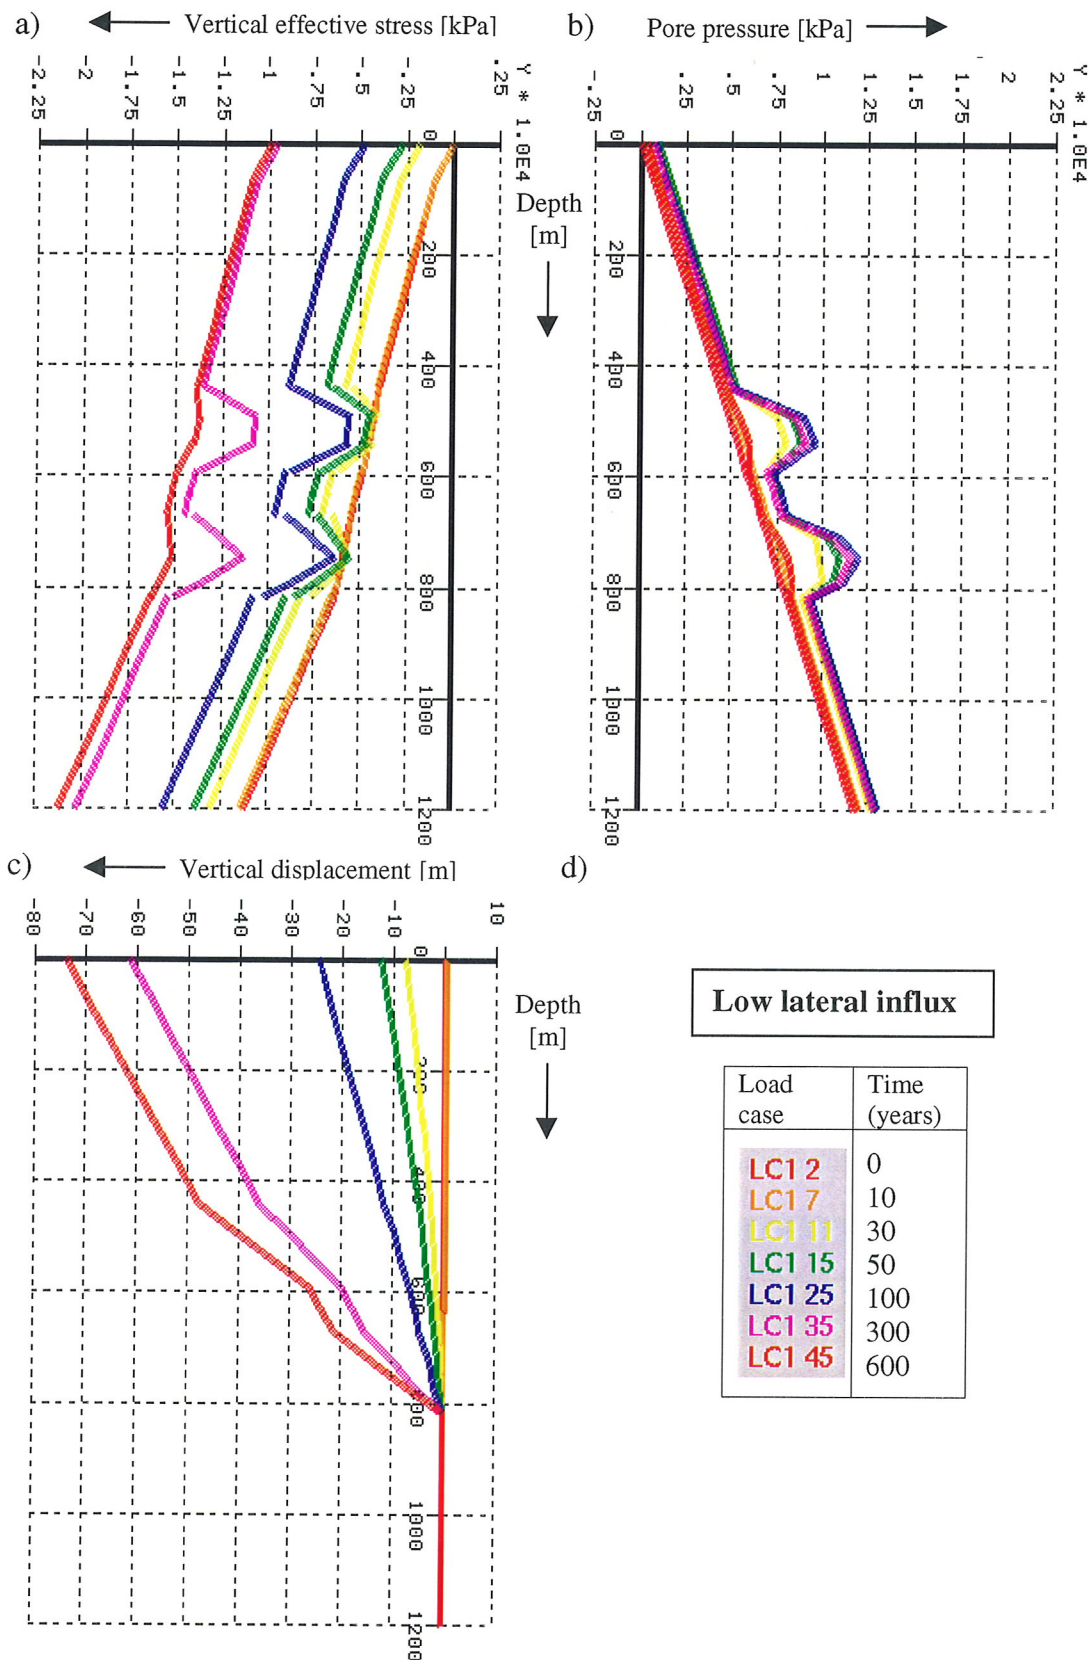 a)
Vertical effective stress [kPa]
.25
Y * 1.0E4
.25
.5
.75
1
1.25
1.5
1.75
2
2.25
0
200
400
600
800
1000
1200
Depth
[m]
b)
Pore pressure [kPa]
Y * 1.0E4
-.25
.25
.5
.75
1
1.25
1.5
1.75
2
2.25
0
200
400
600
800
1000
1200
c)
Vertical displacement [m]
-80
-70
-60
-50
-40
-30
-20
-10
0
10
400
600
1000
1200
Depth
[m]
d)
Low lateral influx
Load case Time (years)
LC1 2 0
LC1 7 10
LC1 11 30
LC1 15 50
LC1 25 100
LC1 35 300
LC1 45 600